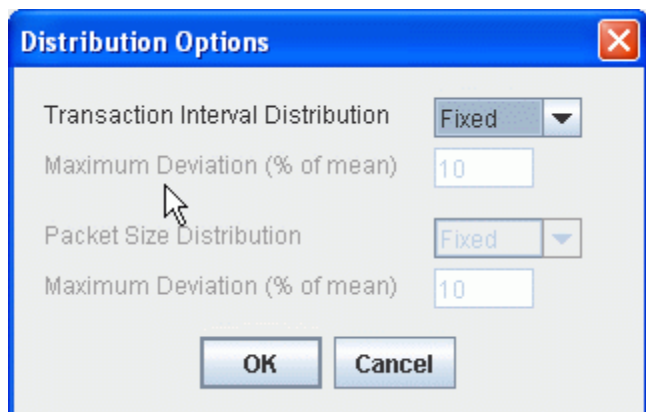 Distribution Options
Transaction Interval Distribution Fixed
Maximum Deviation (% of mean) 10
Packet Size Distribution Fixed
Maximum Deviation (% of mean) 10
OK Cancel